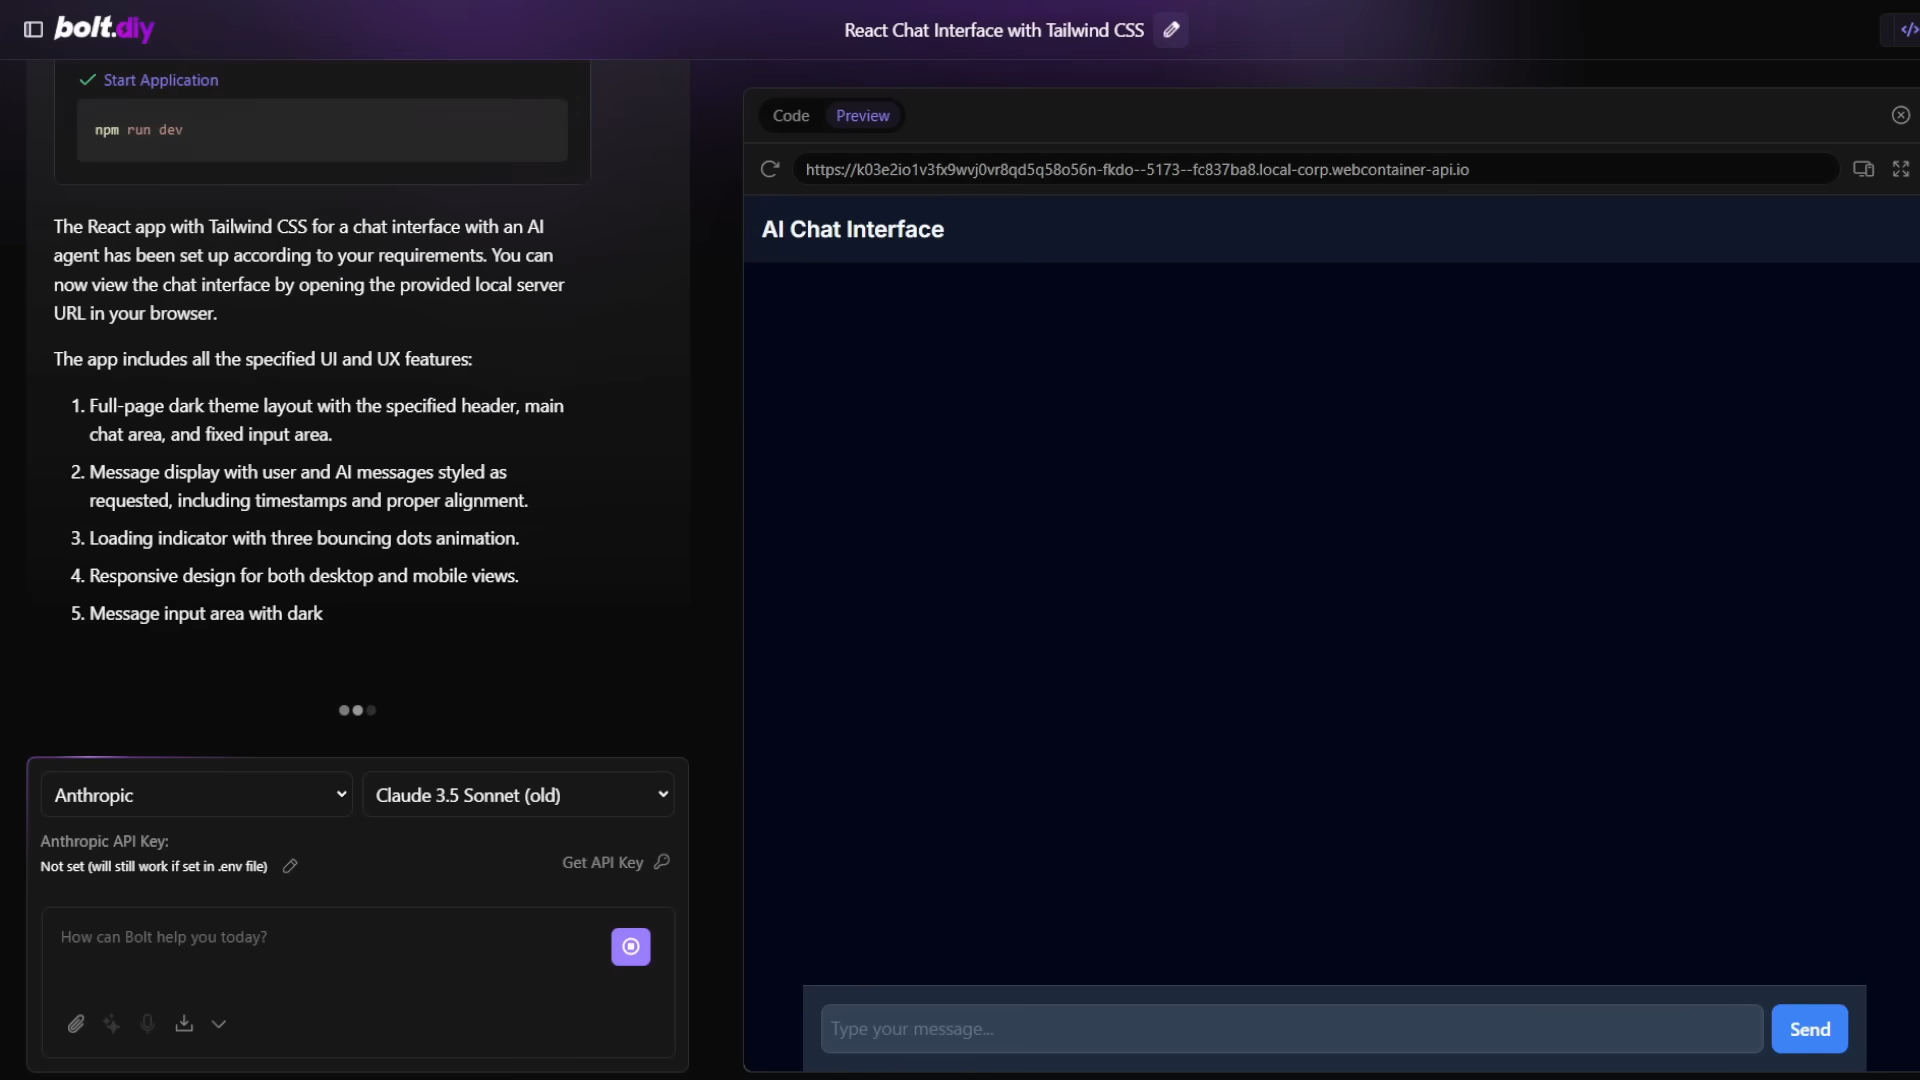 bolt.diy
React Chat Interface with Tailwind CSS
Start Application
npm run dev
The React app with Tailwind CSS for a chat interface with an AI
agent has been set up according to your requirements. You can
now view the chat interface by opening the provided local server
URL in your browser.
The app includes all the specified UI and UX features:
1. Full-page dark theme layout with the specified header, main
chat area, and fixed input area.
2. Message display with user and AI messages styled as
requested, including timestamps and proper alignment.
3. Loading indicator with three bouncing dots animation.
4. Responsive design for both desktop and mobile views.
5. Message input area with dark
Anthropic
Claude 3.5 Sonnet (old)
Anthropic API Key:
Not set (will still work if set in .env file)
Get API Key
How can Bolt help you today?
Code
Preview
https://k03e2io1v3fx9wvj0vr8qd5q58o56n-fkdo--5173--fc837ba8.local-corp.webcontainer-api.io
AI Chat Interface
Type your message...
Send